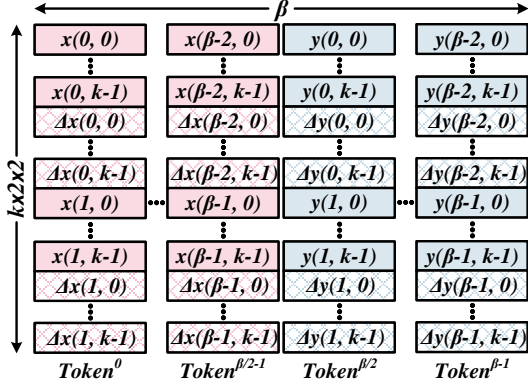 β
k×2×2
x(0, 0) x(β-2, 0) y(0, 0) y(β-2, 0)
x(0, k-1) x(β-2, k-1) y(0, k-1) y(β-2, k-1)
Δx(0, 0) Δx(β-2, 0) Δy(0, 0) Δy(β-2, 0)
Δx(0, k-1) Δx(β-2, k-1) Δy(0, k-1) Δy(β-2, k-1)
x(1, 0) x(β-1, 0) y(1, 0) y(β-1, 0)
x(1, k-1) x(β-1, k-1) y(1, k-1) y(β-1, k-1)
Δx(1, 0) Δx(β-1, 0) Δy(1, 0) Δy(β-1, 0)
Δx(1, k-1) Δx(β-1, k-1) Δy(1, k-1) Δy(β-1, k-1)
Token⁰ Token^β/2-1 Token^β/2 Token^β-1